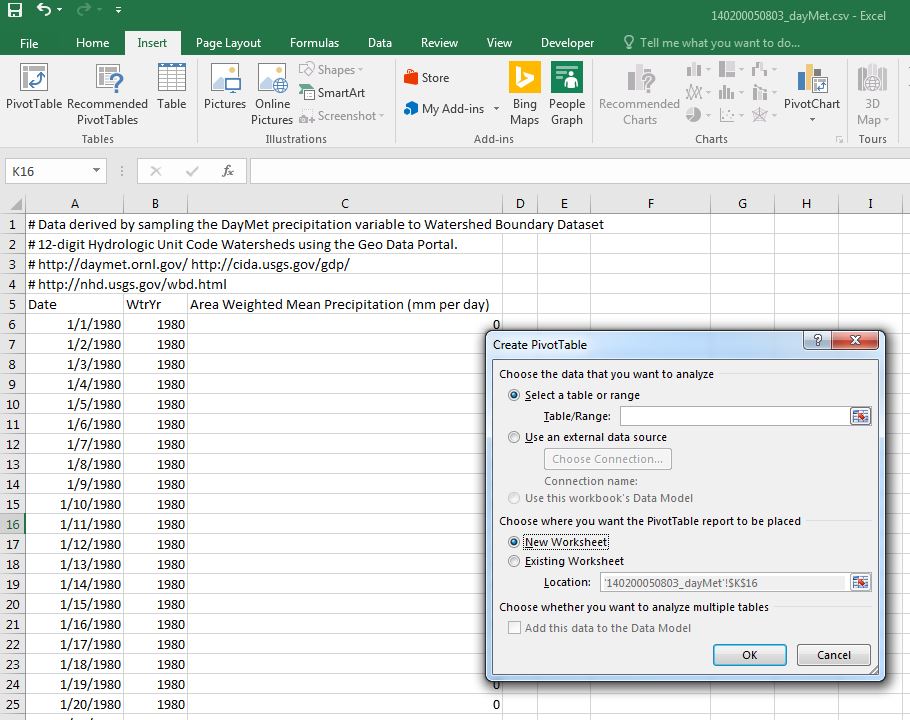 140200050803_dayMet.csv - Excel
File Home Insert Page Layout Formulas Data Review View Developer Tell me what you want to do...
PivotTable Recommended PivotTables Table
Tables
Pictures Online Pictures Shapes SmartArt Screenshot
Illustrations
Store My Add-ins Bing Maps People Graph
Add-ins
Recommended Charts PivotChart
Charts
3D Map
Tours
K16 fx
A B C D E F G H I
1 # Data derived by sampling the DayMet precipitation variable to Watershed Boundary Dataset
2 # 12-digit Hydrologic Unit Code Watersheds using the Geo Data Portal.
3 # http://daymet.ornl.gov/ http://cida.usgs.gov/gdp/
4 # http://nhd.usgs.gov/wbd.html
5 Date WtrYr Area Weighted Mean Precipitation (mm per day)
6 1/1/1980 1980 0
7 1/2/1980 1980
8 1/3/1980 1980
9 1/4/1980 1980
10 1/5/1980 1980
11 1/6/1980 1980
12 1/7/1980 1980
13 1/8/1980 1980
14 1/9/1980 1980
15 1/10/1980 1980
16 1/11/1980 1980
17 1/12/1980 1980
18 1/13/1980 1980
19 1/14/1980 1980
20 1/15/1980 1980
21 1/16/1980 1980
22 1/17/1980 1980
23 1/18/1980 1980
24 1/19/1980 1980 0
25 1/20/1980 1980 0
Create PivotTable ?
Choose the data that you want to analyze
Select a table or range
Table/Range:
Use an external data source
Choose Connection...
Connection name:
Use this workbook's Data Model
Choose where you want the PivotTable report to be placed
New Worksheet
Existing Worksheet
Location: '140200050803_dayMet'!$K$16
Choose whether you want to analyze multiple tables
Add this data to the Data Model
OK Cancel